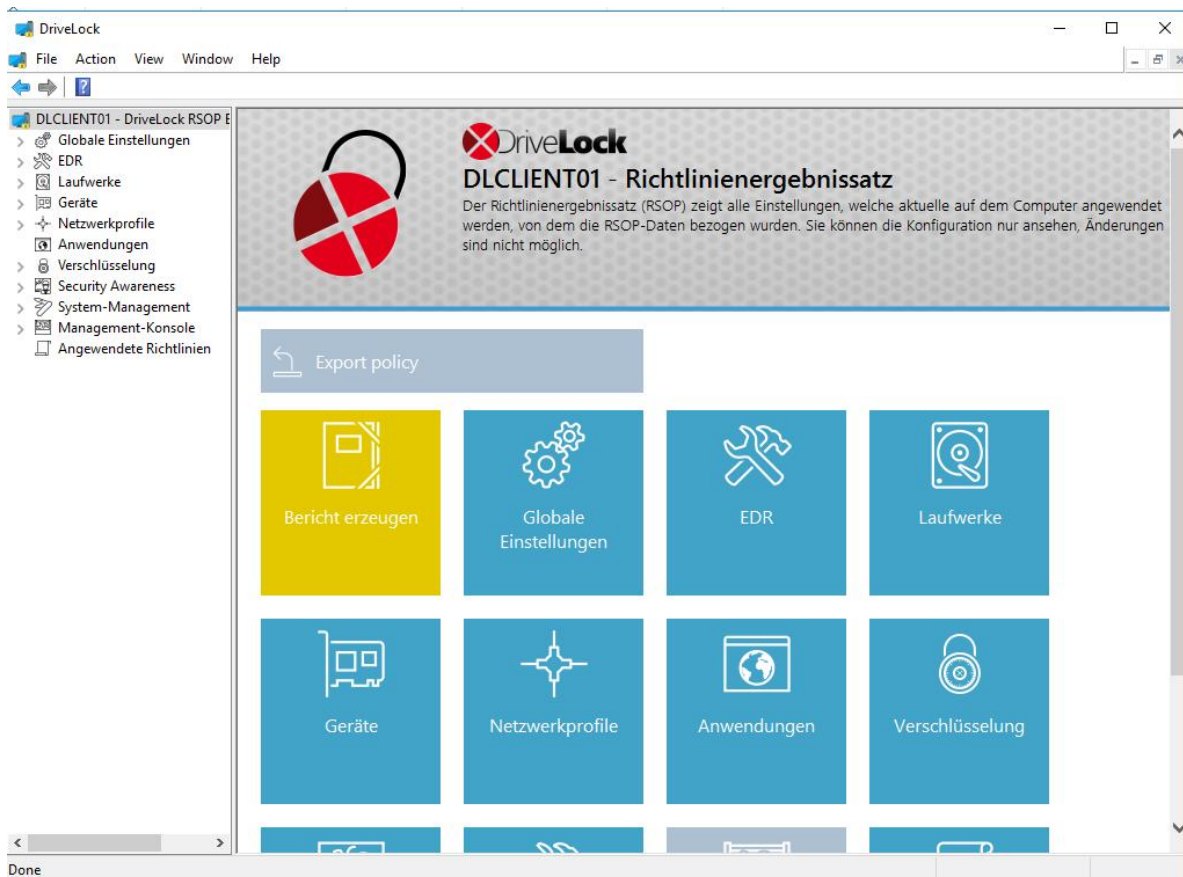 DriveLock
File Action View Window Help
DLCLIENT01 - DriveLock RSOP E
Globale Einstellungen
EDR
Laufwerke
Geräte
Netzwerkprofile
Anwendungen
Verschlüsselung
Security Awareness
System-Management
Management-Konsole
Angewendete Richtlinien
DriveLock
DLCLIENT01 - Richtlinienergebnissatz
Der Richtlinienergebnissatz (RSOP) zeigt alle Einstellungen, welche aktuelle auf dem Computer angewendet
werden, von dem die RSOP-Daten bezogen wurden. Sie können die Konfiguration nur ansehen, Änderungen
sind nicht möglich.
Export policy
Bericht erzeugen
Globale
Einstellungen
EDR
Laufwerke
Geräte
Netzwerkprofile
Anwendungen
Verschlüsselung
Done